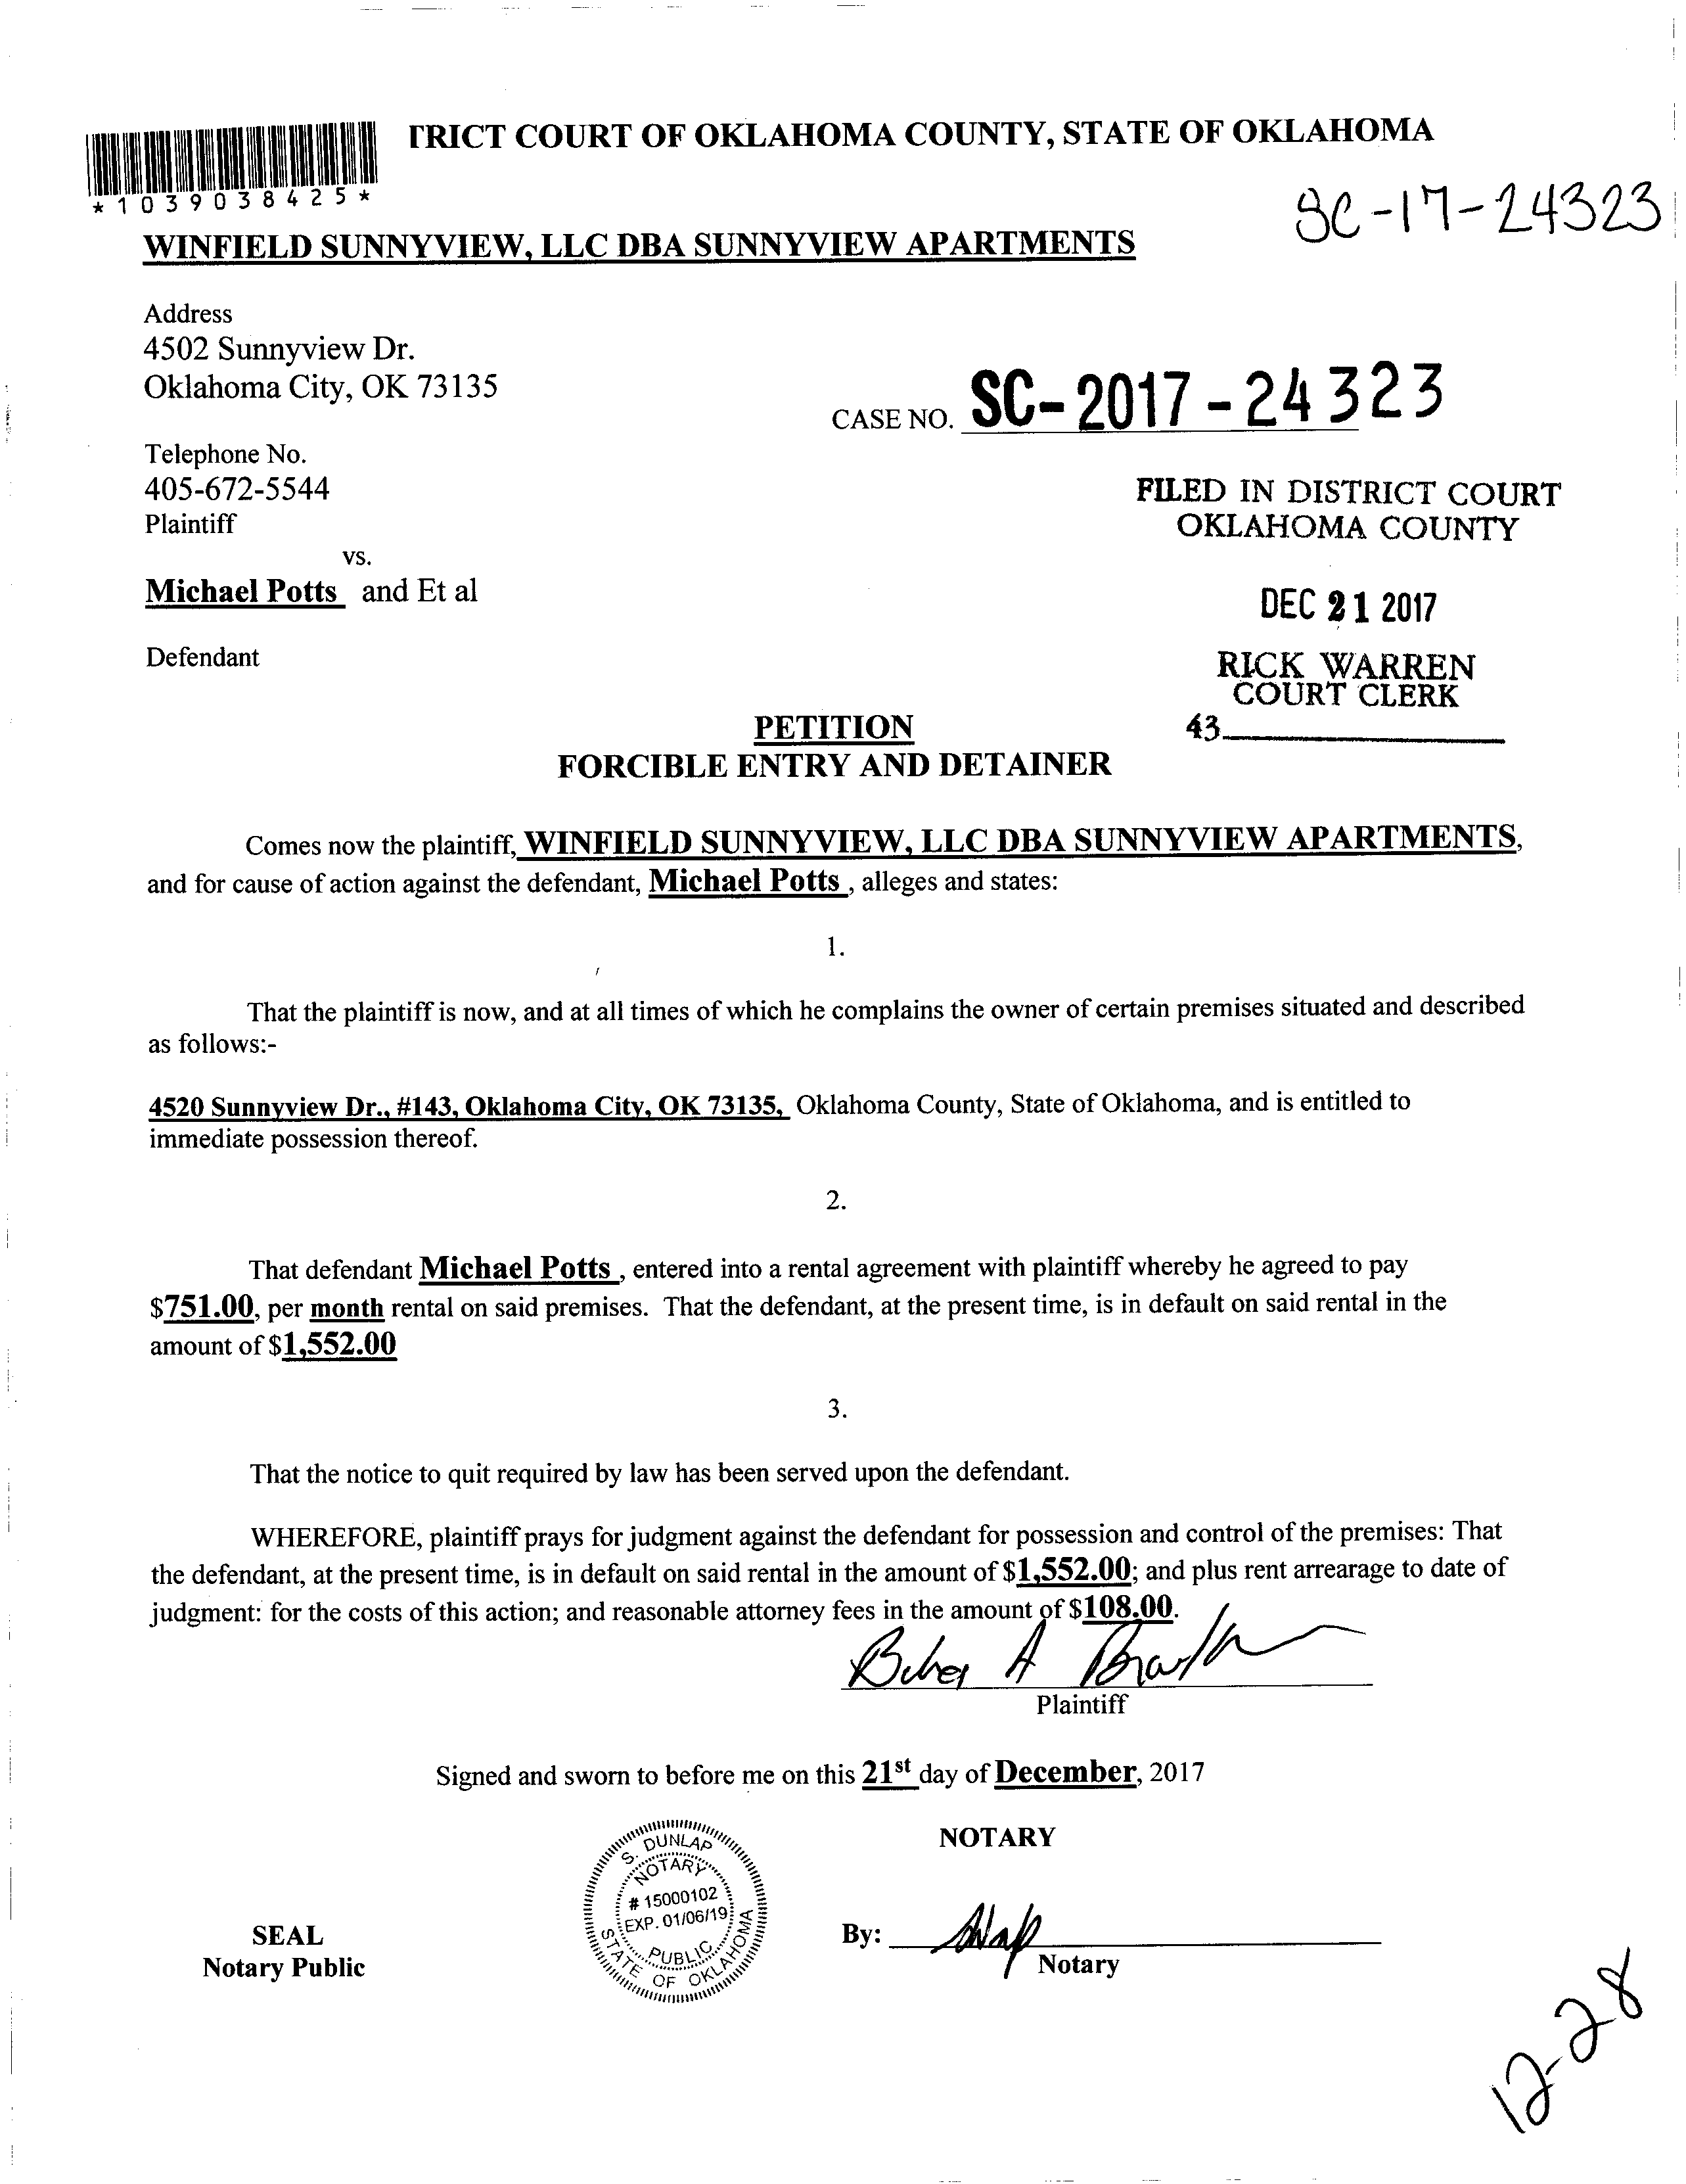 TRICT COURT OF OKLAHOMA COUNTY, STATE OF OKLAHOMA
*1039038425*
SC-17-24323
WINFIELD SUNNYVIEW, LLC DBA SUNNYVIEW APARTMENTS
Address
4502 Sunnyview Dr.
Oklahoma City, OK 73135
CASE NO. SC-2017-24323
Telephone No.
405-672-5544
Plaintiff
FILED IN DISTRICT COURT
OKLAHOMA COUNTY
vs.
Michael Potts and Et al
DEC 21 2017
Defendant
RICK WARREN
COURT CLERK
43
PETITION
FORCIBLE ENTRY AND DETAINER
Comes now the plaintiff, WINFIELD SUNNYVIEW, LLC DBA SUNNYVIEW APARTMENTS,
and for cause of action against the defendant, Michael Potts , alleges and states:
1.
That the plaintiff is now, and at all times of which he complains the owner of certain premises situated and described
as follows:-
4520 Sunnyview Dr., #143, Oklahoma City, OK 73135, Oklahoma County, State of Oklahoma, and is entitled to
immediate possession thereof.
2.
That defendant Michael Potts , entered into a rental agreement with plaintiff whereby he agreed to pay
$751.00, per month rental on said premises. That the defendant, at the present time, is in default on said rental in the
amount of $1,552.00
3.
That the notice to quit required by law has been served upon the defendant.
WHEREFORE, plaintiff prays for judgment against the defendant for possession and control of the premises: That
the defendant, at the present time, is in default on said rental in the amount of $1,552.00; and plus rent arrearage to date of
judgment: for the costs of this action; and reasonable attorney fees in the amount of $108.00.
A
Plaintiff
Signed and sworn to before me on this 21st day of December, 2017
NOTARY
S. DUNLAP
NOTARY
# 15000102
EXP. 01/06/19
PUBLIC
STATE OF OKLAHOMA
SEAL
Notary Public
By:
Notary
12-28